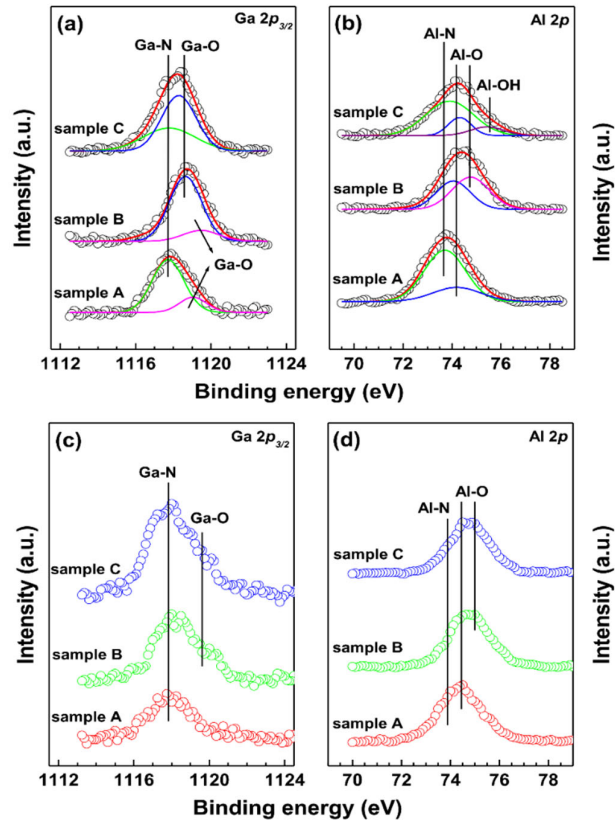 (a)
Ga 2p3/2
Ga-N
Ga-O
sample C
sample B
Ga-O
sample A
Intensity (a.u.)
1112
1116
1120
1124
(b)
Al 2p
Al-N
Al-O
Al-OH
sample C
sample B
sample A
Intensity (a.u.)
70
72
74
76
78
Binding energy (eV)
(c)
Ga 2p3/2
Ga-N
Ga-O
sample C
sample B
sample A
Intensity (a.u.)
1112
1116
1120
1124
(d)
Al 2p
Al-N
Al-O
sample C
sample B
sample A
Intensity (a.u.)
70
72
74
76
78
Binding energy (eV)